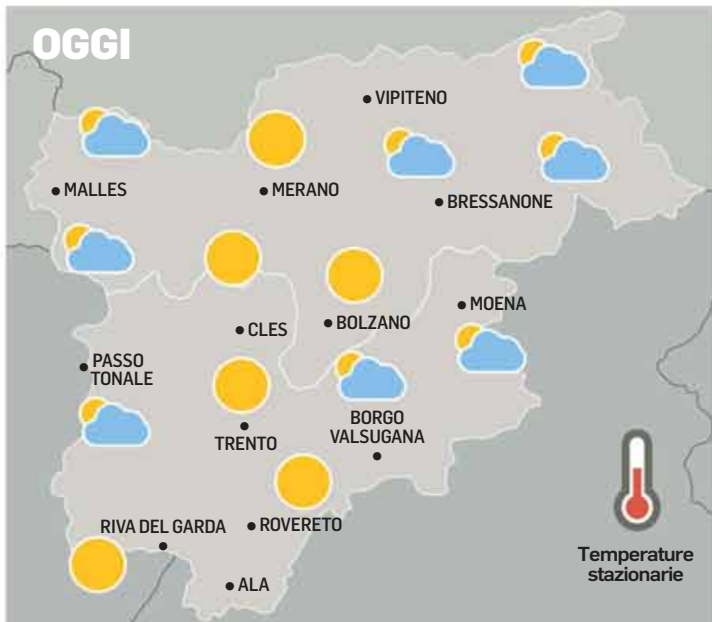 OGGI
VIPITENO
MALLES
MERANO
BRESSANONE
MOENA
CLES
BOLZANO
PASSO
TONALE
BORGO
VALSUGANA
TRENTO
RIVA DEL GARDA
ROVERETO
ALA
Temperature
stazionarie